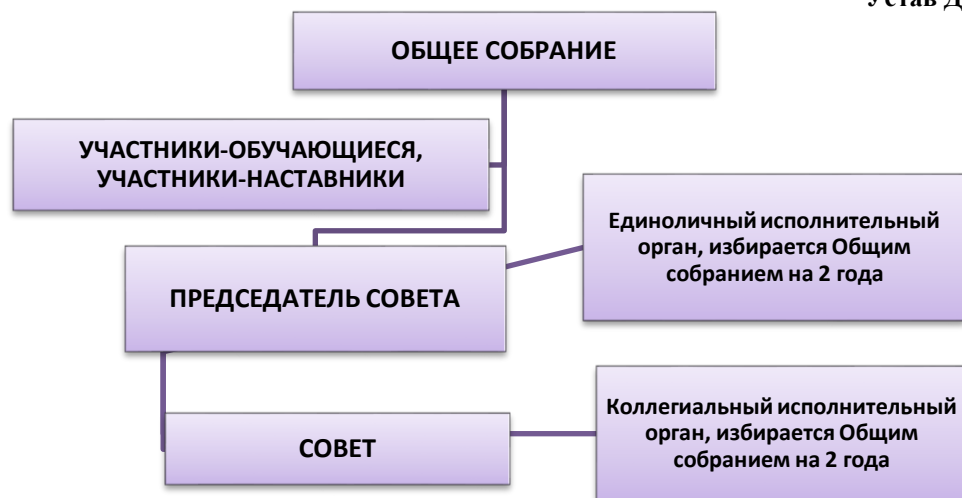 Устав Д
ОБЩЕЕ СОБРАНИЕ
УЧАСТНИКИ-ОБУЧАЮЩИЕСЯ,
УЧАСТНИКИ-НАСТАВНИКИ
Единоличный исполнительный
орган, избирается Общим
собранием на 2 года
ПРЕДСЕДАТЕЛЬ СОВЕТА
Коллегиальный исполнительный
орган, избирается Общим
собранием на 2 года
СОВЕТ